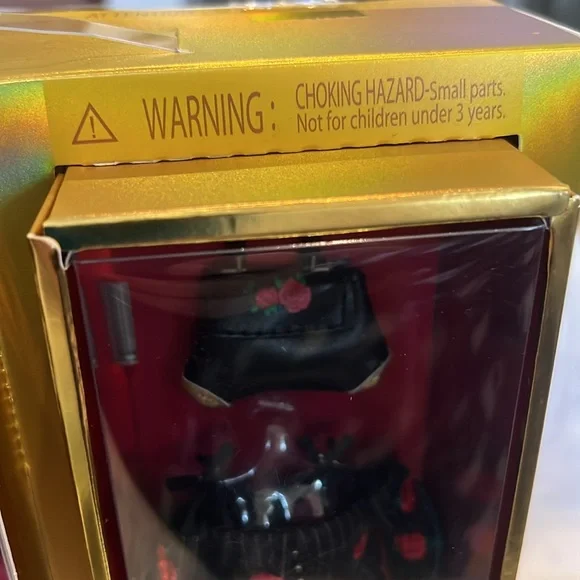 WARNING: CHOKING HAZARD-Small parts.
Not for children under 3 years.